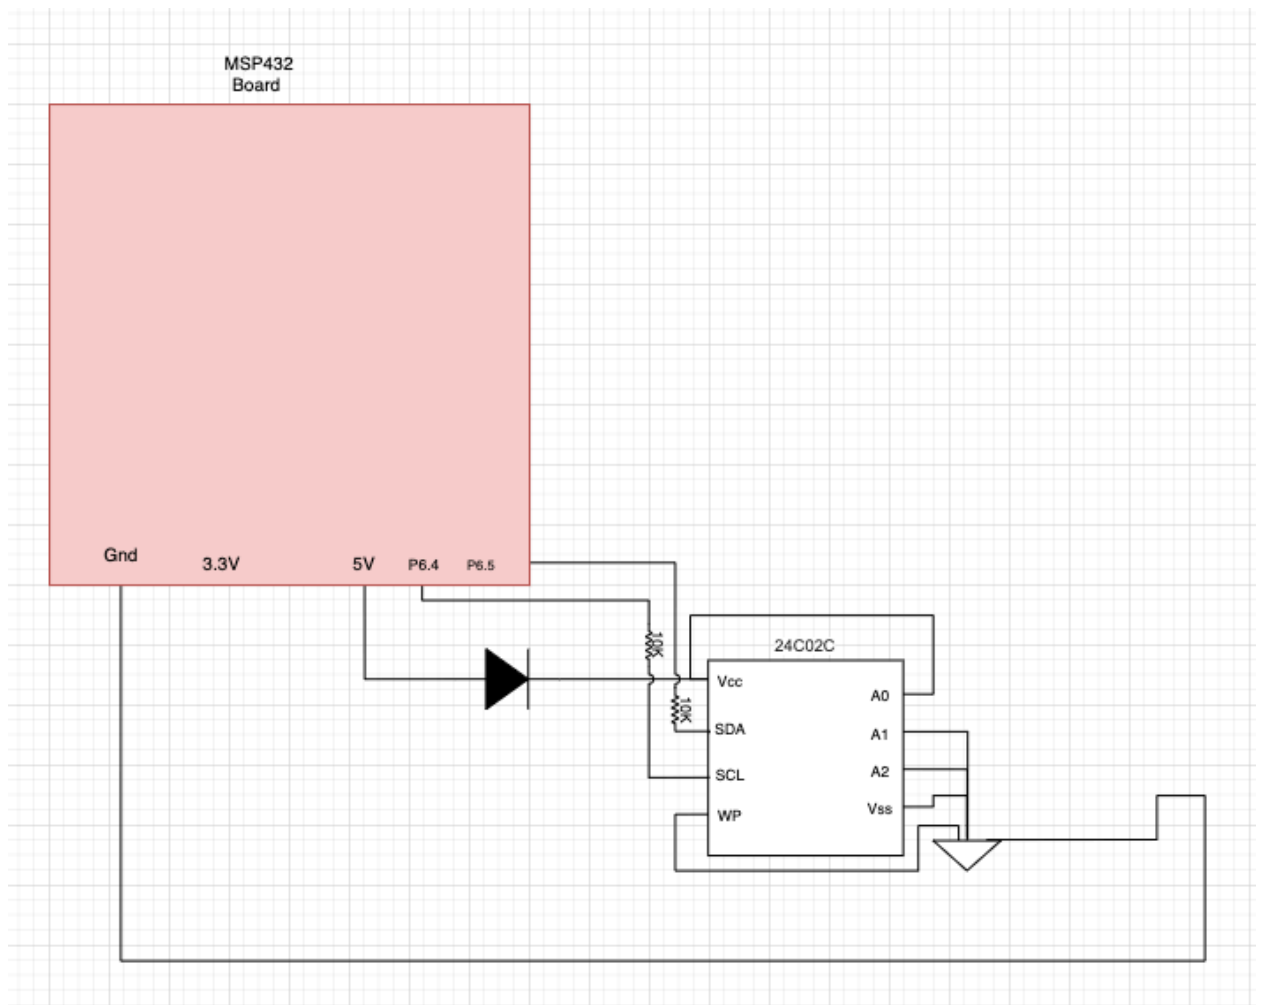 MSP432
Board
Gnd
3.3V
5V
P6.4
P6.5
10K
10K
24C02C
Vcc
SDA
SCL
WP
A0
A1
A2
Vss